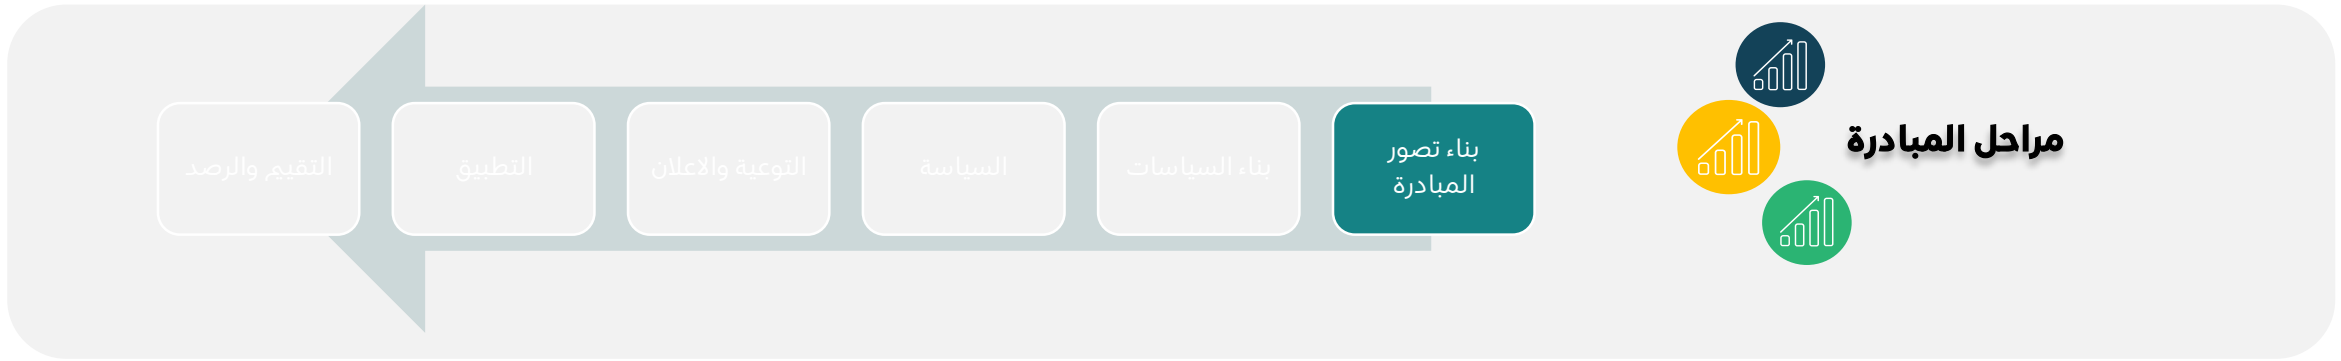 مراحل المبادرة
بناء تصور
المبادرة
بناء السياسات
السياسة
التوعية والاعلان
التطبيق
التقيم والرصد